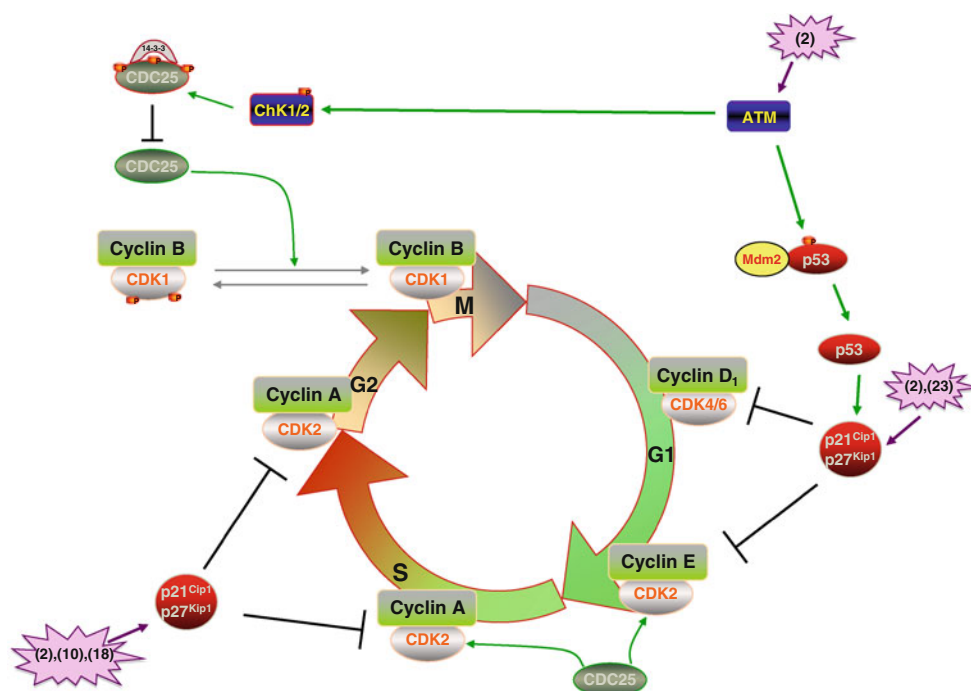 (2)
14-3-3
P
P
P
CDC25
P
ChK1/2
ATM
CDC25
P
Mdm2
p53
Cyclin B
CDK1
P
P
Cyclin B
CDK1
M
p53
Cyclin D1
CDK4/6
(2),(23)
Cyclin A
CDK2
G2
G1
p21Cip1
p27Kip1
Cyclin E
CDK2
S
p21Cip1
p27Kip1
Cyclin A
CDK2
(2),(10),(18)
CDC25